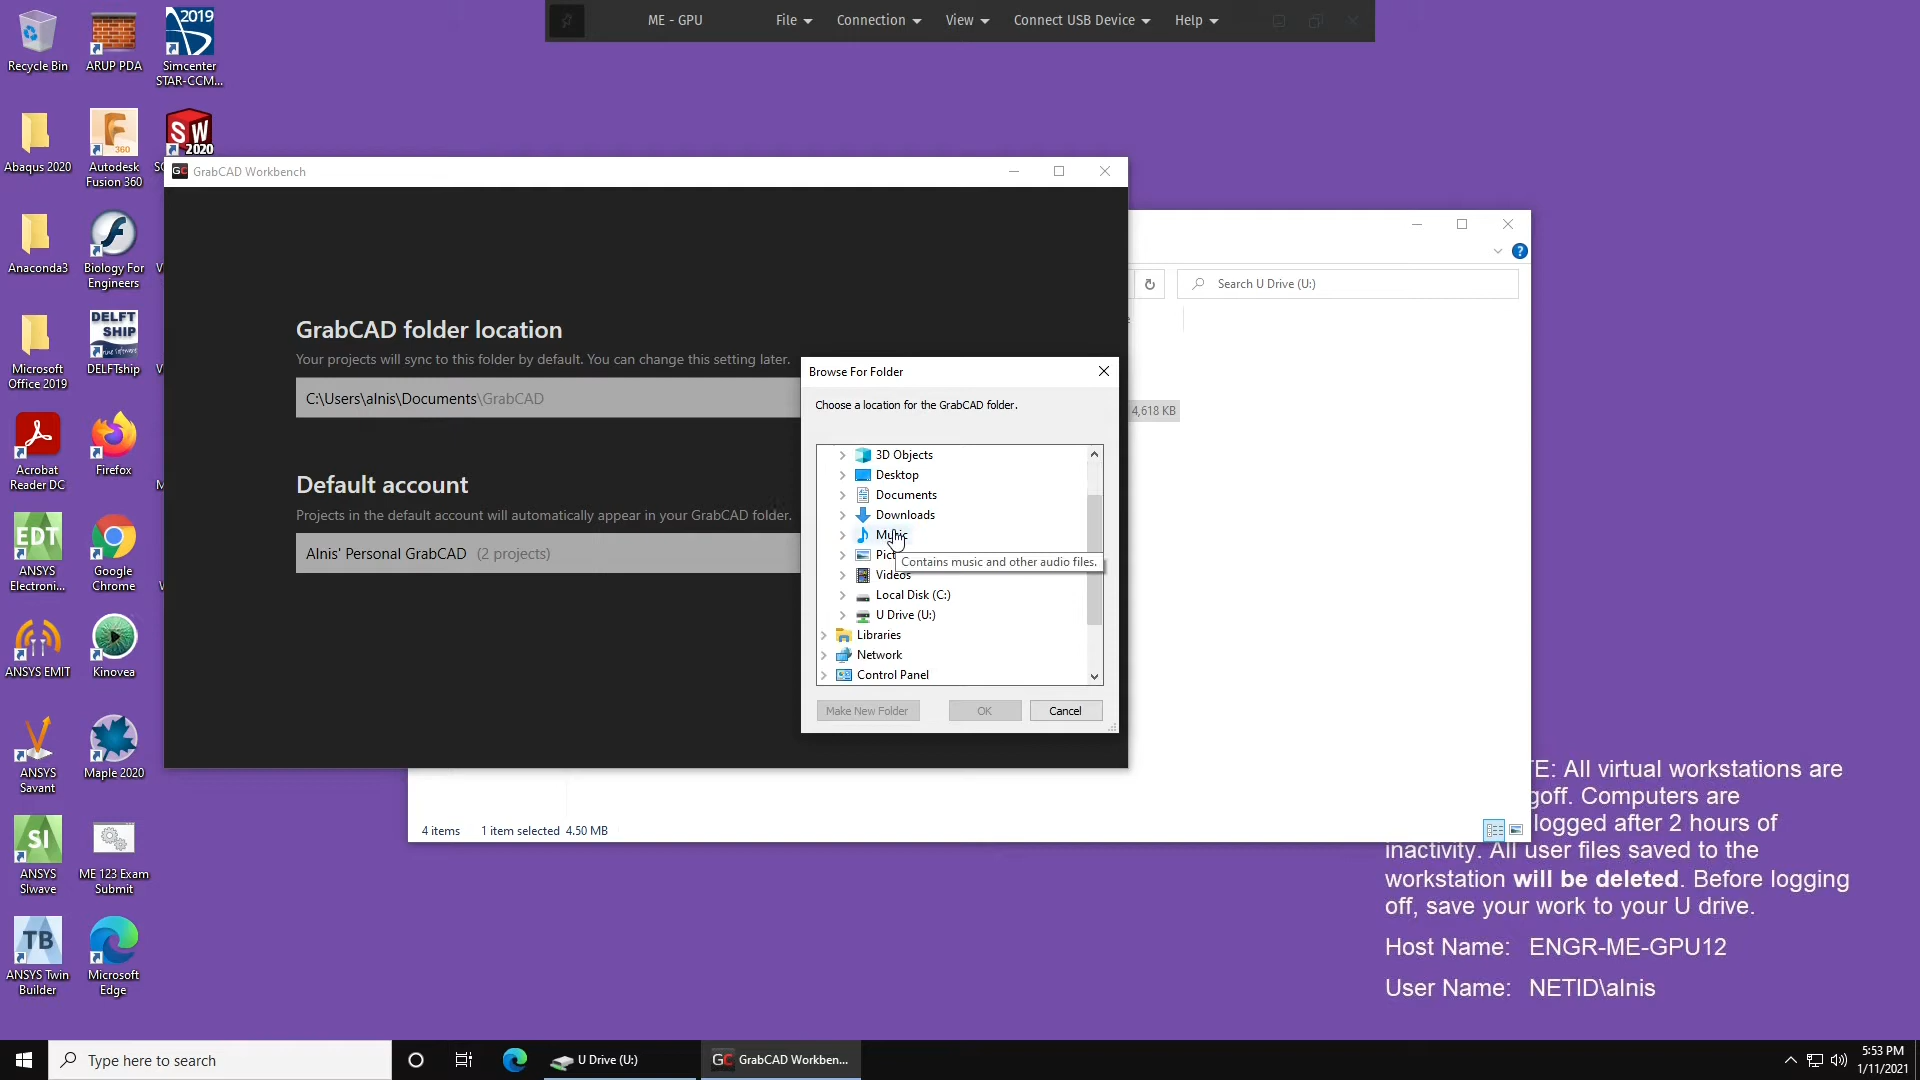 ME - GPU
File
Connection
View
Connect USB Device
Help
Recycle Bin
ARUP PDA
2019
Simcenter
STAR-CCM...
Abaqus 2020
360
Autodesk
Fusion 360
SW
2020
Anaconda3
Biology For
Engineers
Microsoft
Office 2019
DELFT
SHIP
DELFTship
Acrobat
Reader DC
Firefox
EDT
ANSYS
Electroni...
Google
Chrome
ANSYS EMIT
Kinovea
ANSYS
Savant
Maple 2020
SI
ANSYS
SIwave
ME 123 Exam
Submit
TB
ANSYS Twin
Builder
Microsoft
Edge
GC GrabCAD Workbench
GrabCAD folder location
Your projects will sync to this folder by default. You can change this setting later.
C:\Users\alnis\Documents\GrabCAD
Default account
Projects in the default account will automatically appear in your GrabCAD folder.
Alnis' Personal GrabCAD (2 projects)
Browse For Folder
Choose a location for the GrabCAD folder.
3D Objects
Desktop
Documents
Downloads
Music
Pict
Contains music and other audio files.
Videos
Local Disk (C:)
U Drive (U:)
Libraries
Network
Control Panel
Make New Folder
OK
Cancel
?
Search U Drive (U:)
4,618 KB
4 items
1 item selected 4.50 MB
TE: All virtual workstations are
goff. Computers are
logged after 2 hours of
inactivity. All user files saved to the
workstation will be deleted. Before logging
off, save your work to your U drive.
Host Name: ENGR-ME-GPU12
User Name: NETID\alnis
Type here to search
U Drive (U:)
GC GrabCAD Workben...
5:53 PM
1/11/2021